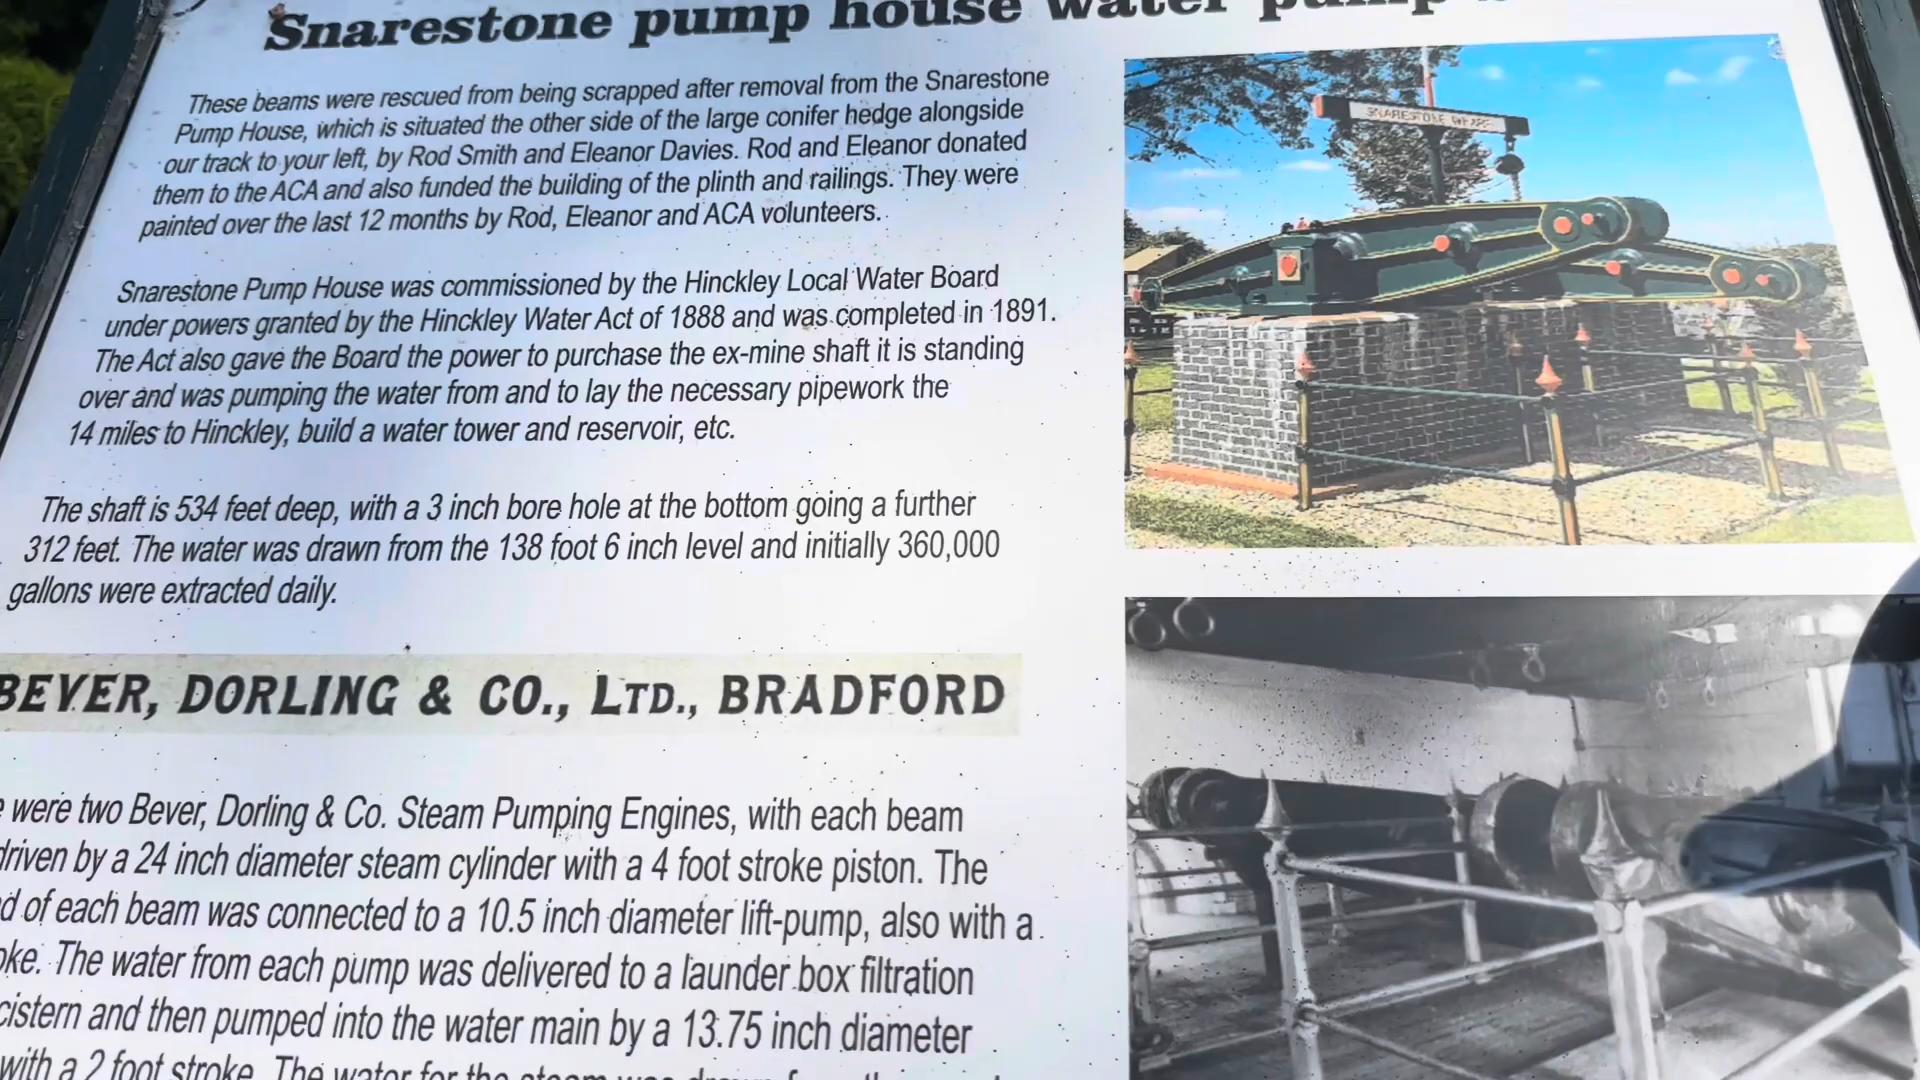 Snarestone pump house water pump
These beams were rescued from being scrapped after removal from the Snarestone
Pump House, which is situated the other side of the large conifer hedge alongside
our track to your left, by Rod Smith and Eleanor Davies. Rod and Eleanor donated
them to the ACA and also funded the building of the plinth and railings. They were
painted over the last 12 months by Rod, Eleanor and ACA volunteers.
Snarestone Pump House was commissioned by the Hinckley Local Water Board
under powers granted by the Hinckley Water Act of 1888 and was completed in 1891.
The Act also gave the Board the power to purchase the ex-mine shaft it is standing
over and was pumping the water from and to lay the necessary pipework the
14 miles to Hinckley, build a water tower and reservoir, etc.
The shaft is 534 feet deep, with a 3 inch bore hole at the bottom going a further
312 feet. The water was drawn from the 138 foot 6 inch level and initially 360,000
gallons were extracted daily.
BEVER, DORLING & CO., LTD., BRADFORD
were two Bever, Dorling & Co. Steam Pumping Engines, with each beam
driven by a 24 inch diameter steam cylinder with a 4 foot stroke piston. The
of each beam was connected to a 10.5 inch diameter lift-pump, also with a
The water from each pump was delivered to a launder box filtration
cistern and then pumped into the water main by a 13.75 inch diameter
with a 2 foot stroke. The water for the steam was
SNARESTONE WHARF